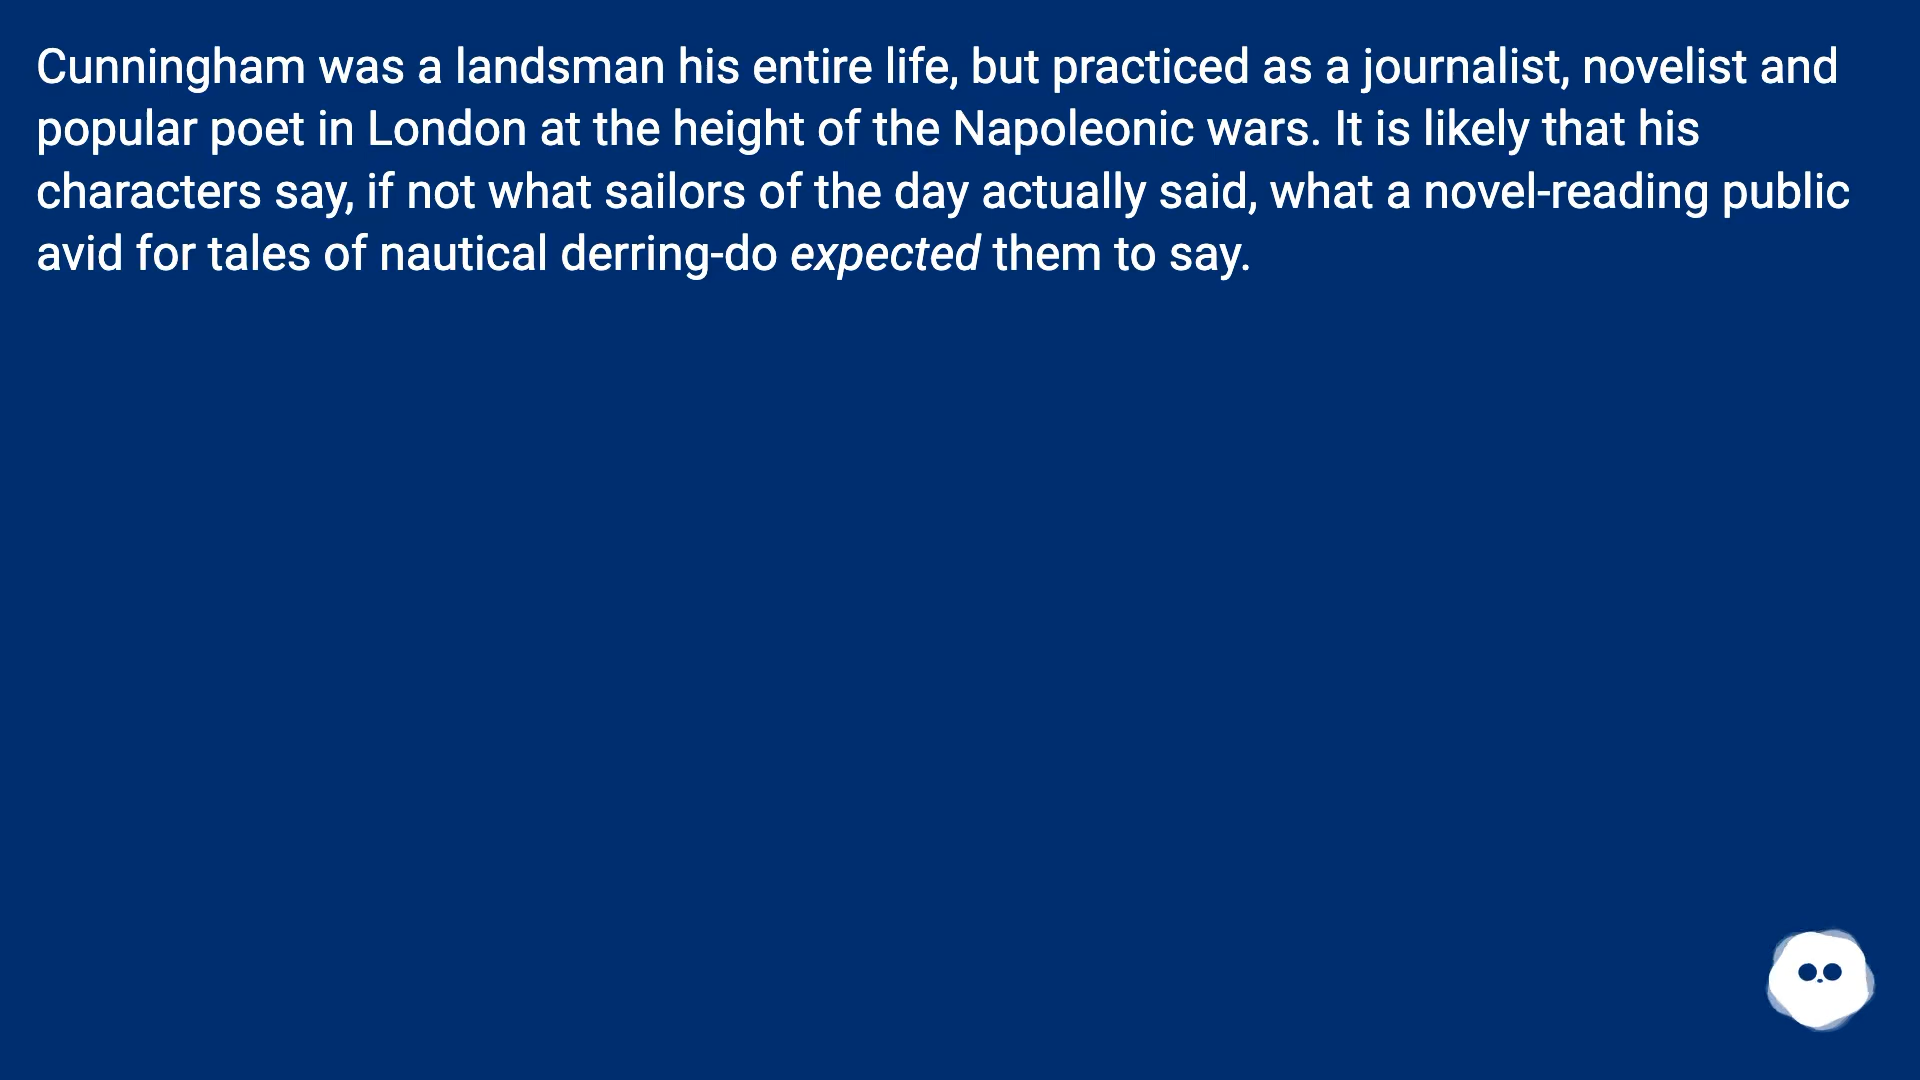 Cunningham was a landsman his entire life, but practiced as a journalist, novelist and
popular poet in London at the height of the Napoleonic wars. It is likely that his
characters say, if not what sailors of the day actually said, what a novel-reading public
avid for tales of nautical derring-do expected them to say.